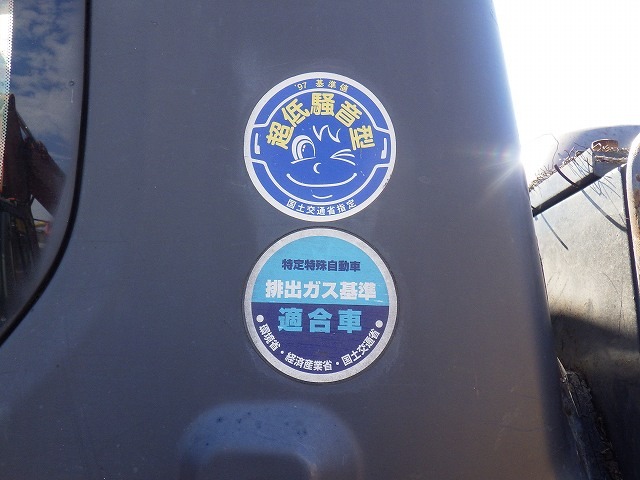 '97 基準値
超低騒音型
国土交通省指定
特定特殊自動車
排出ガス基準
適合車
・環境省・経済産業省・国土交通省・